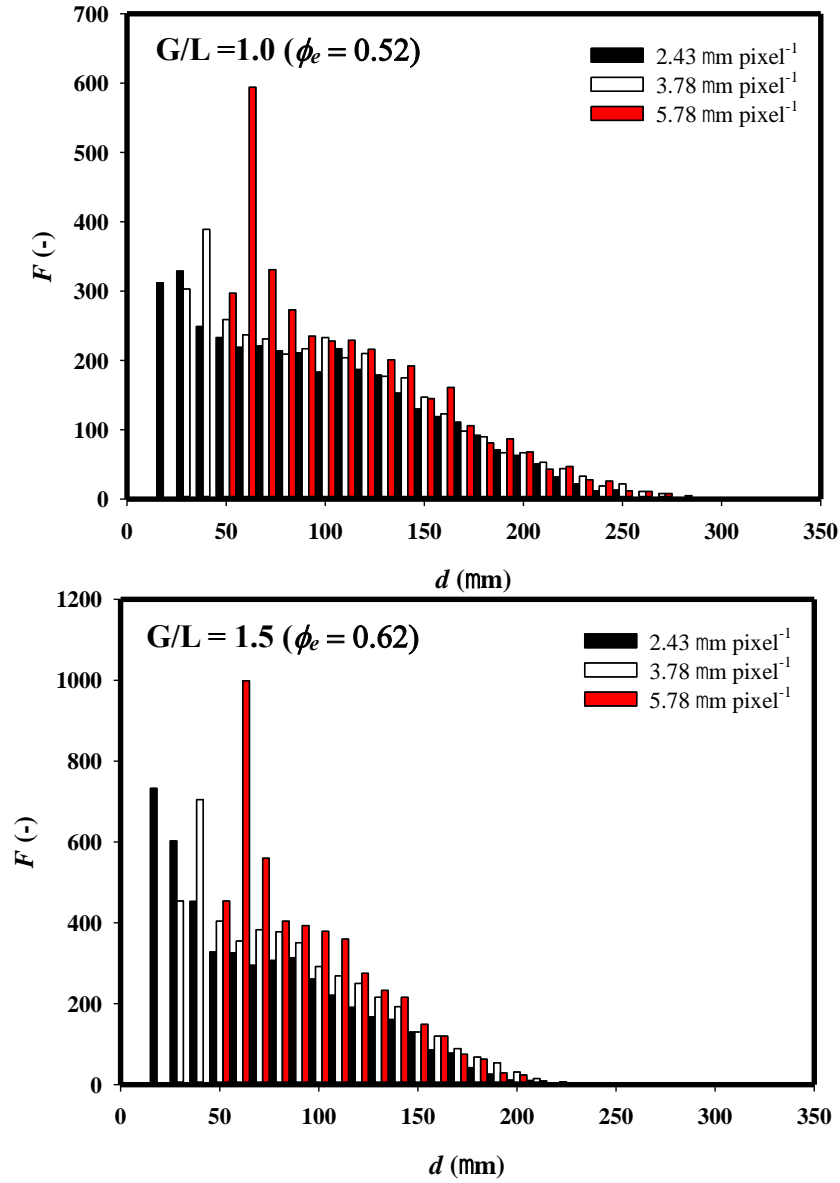 700
G/L =1.0 (ϕe = 0.52)
2.43 mm pixel-1
600
3.78 mm pixel-1
5.78 mm pixel-1
500
400
F (-)
300
200
100
0
0 50 100 150 200 250 300 350
d (mm)
1200
G/L = 1.5 (ϕe = 0.62)
2.43 mm pixel-1
3.78 mm pixel-1
1000
5.78 mm pixel-1
800
F (-)
600
400
200
0
0 50 100 150 200 250 300 350
d (mm)